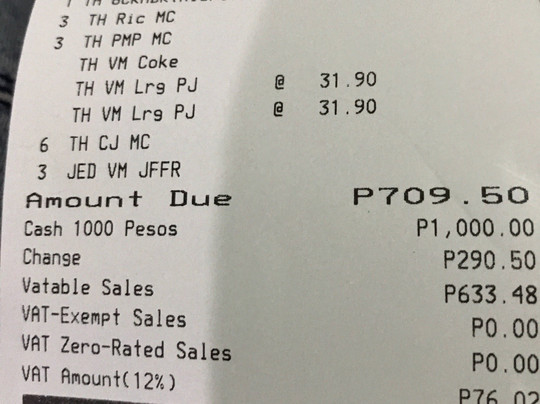 TH
3 TH Ric MC
3 TH PMP MC
TH VM Coke
TH VM Lrg PJ @ 31.90
TH VM Lrg PJ @ 31.90
6 TH CJ MC
3 JED VM JFFR
Amount Due P709.50
Cash 1000 Pesos P1,000.00
Change P290.50
Vatable Sales P633.48
VAT-Exempt Sales P0.00
VAT Zero-Rated Sales P0.00
VAT Amount(12%) P76.02